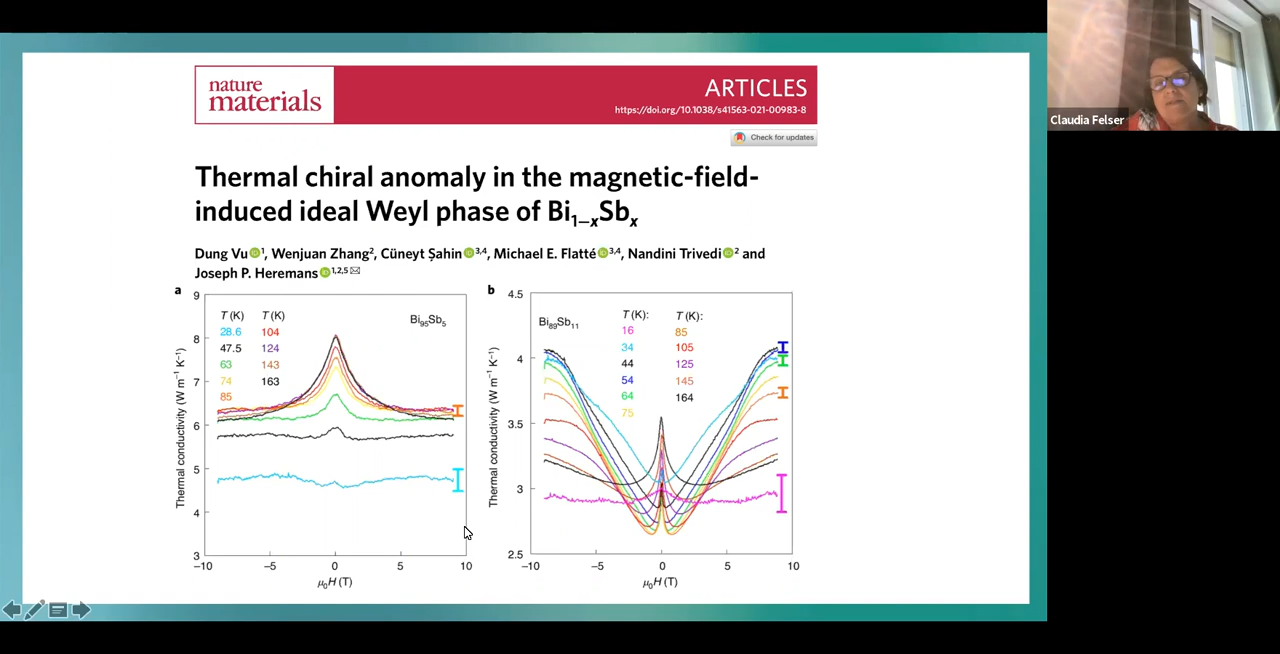 nature
materials
ARTICLES
https://doi.org/10.1038/s41563-021-00983-8
Check for updates
Thermal chiral anomaly in the magnetic-field-
induced ideal Weyl phase of Bi₁₋ₓSbₓ
Dung Vu 1, Wenjuan Zhang2, Cüneyt Şahin 3,4, Michael E. Flatté 3,4, Nandini Trivedi 2 and
Joseph P. Heremans 1,2,5 ✉
a
9
8
7
6
5
4
3
Thermal conductivity (W m⁻¹ K⁻¹)
T (K) T (K)
28.6 104
47.5 124
63 143
74 163
85
Bi₉₅Sb₅
−10 −5 0 5 10
μ₀H (T)
b
4.5
4
3.5
3
2.5
Thermal conductivity (W m⁻¹ K⁻¹)
Bi₈₉Sb₁₁
T (K): T (K):
16 85
34 105
44 125
54 145
64 164
75
−10 −5 0 5 10
μ₀H (T)
Claudia Felser